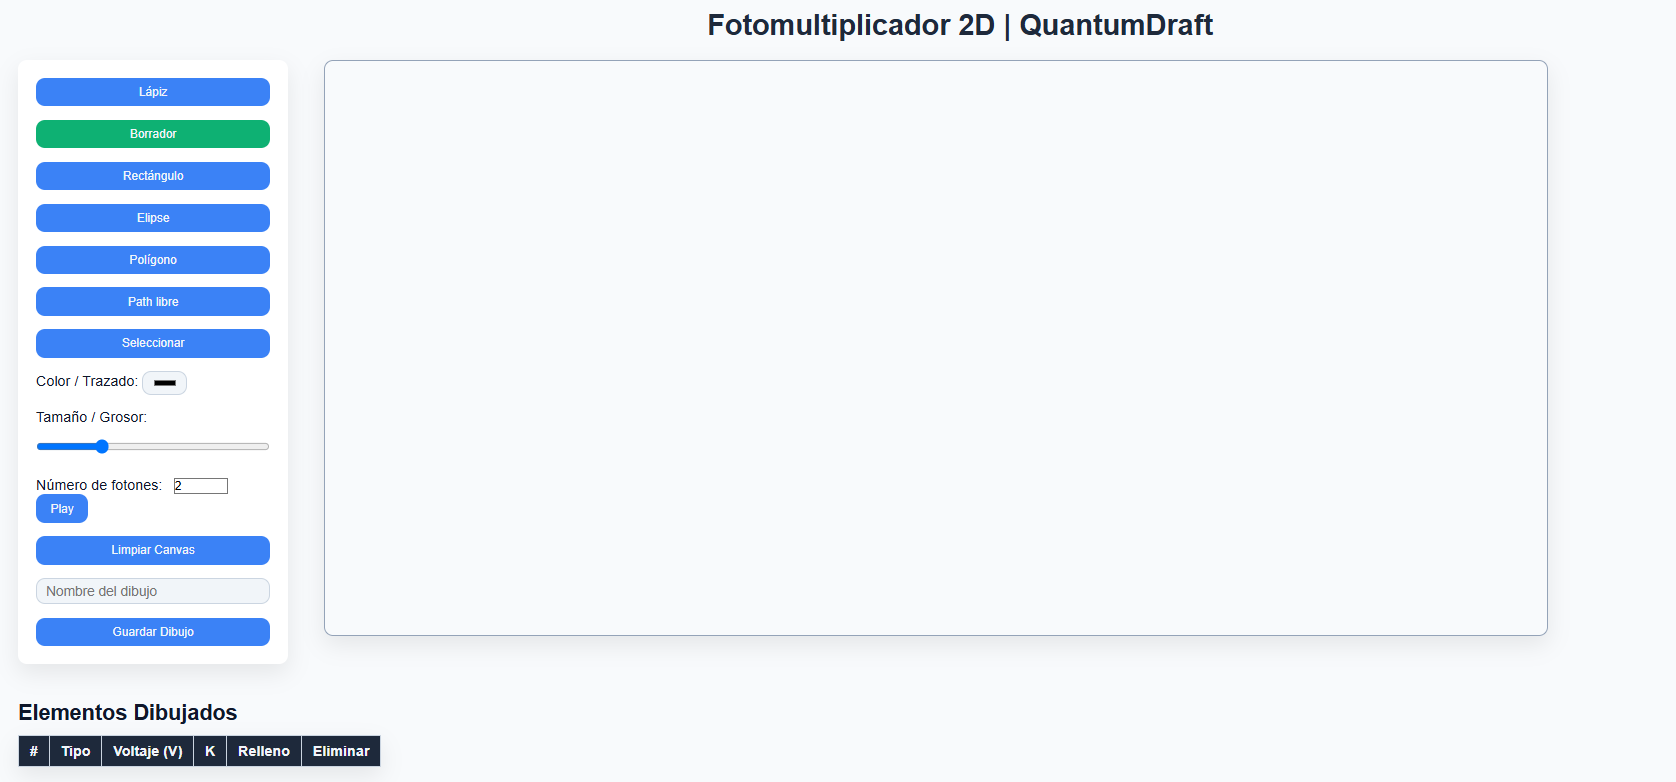 Fotomultiplicador 2D | QuantumDraft
Lápiz
Borrador
Rectángulo
Elipse
Polígono
Path libre
Seleccionar
Color / Trazado:
Tamaño / Grosor:
Número de fotones: 2
Play
Limpiar Canvas
Nombre del dibujo
Guardar Dibujo
Elementos Dibujados
# Tipo Voltaje (V) K Relleno Eliminar